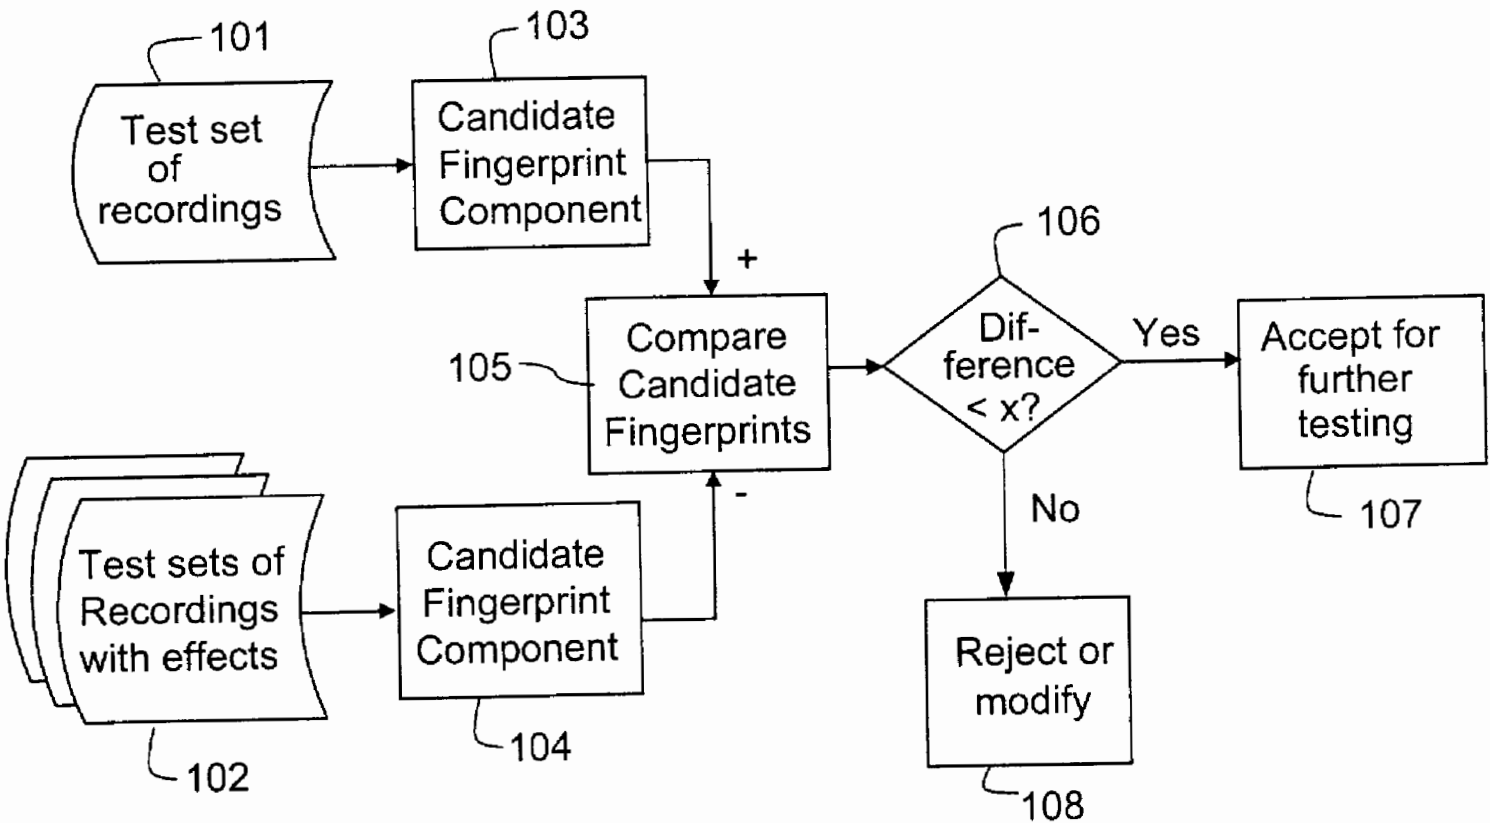 101
Test set
of
recordings
103
Candidate
Fingerprint
Component
+
105
Compare
Candidate
Fingerprints
-
106
Dif-
ference
< x?
Yes
Accept for
further
testing
107
No
Reject or
modify
108
Test sets of
Recordings
with effects
102
Candidate
Fingerprint
Component
104